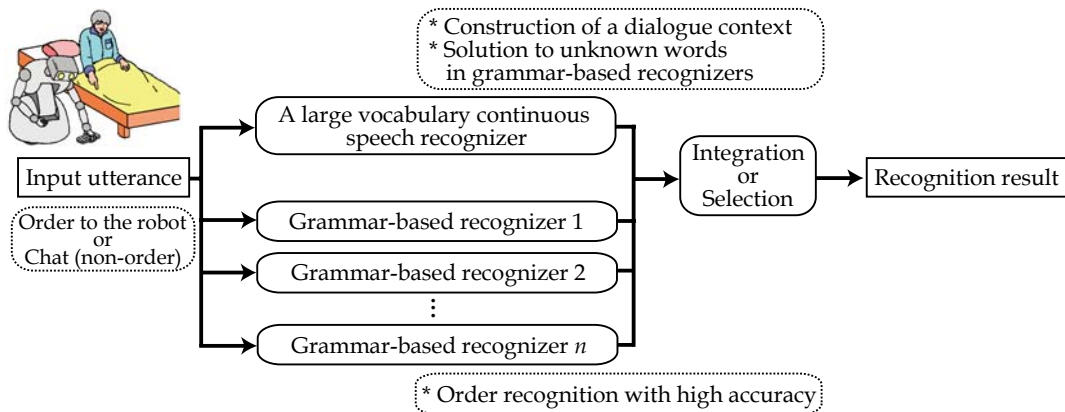 * Construction of a dialogue context
* Solution to unknown words
in grammar-based recognizers
A large vocabulary continuous
speech recognizer
Input utterance
Order to the robot
or
Chat (non-order)
Grammar-based recognizer 1
Grammar-based recognizer 2
⋮
Grammar-based recognizer n
Integration
or
Selection
Recognition result
* Order recognition with high accuracy